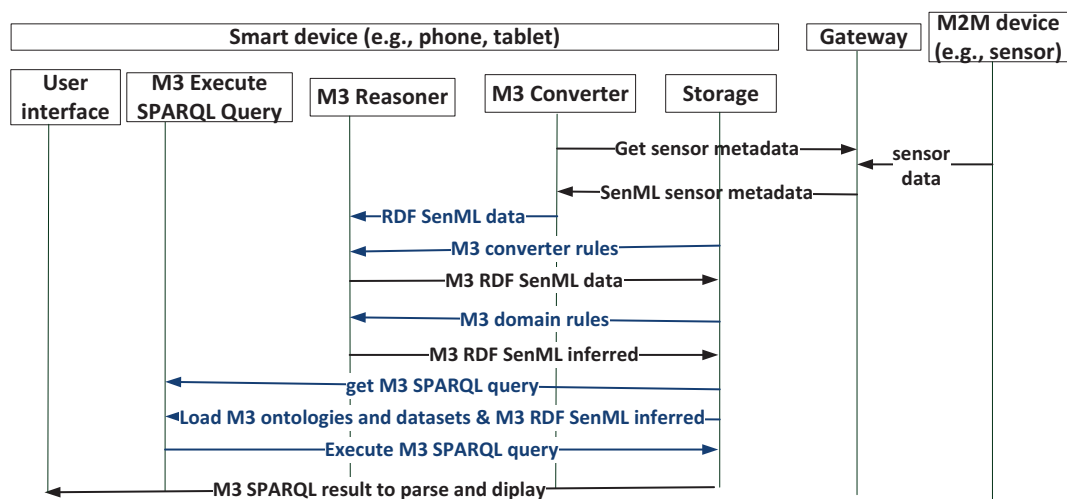 Smart device (e.g., phone, tablet)
Gateway
M2M device
(e.g., sensor)
User
interface
M3 Execute
SPARQL Query
M3 Reasoner
M3 Converter
Storage
Get sensor metadata
sensor
data
SenML sensor metadata
RDF SenML data
M3 converter rules
M3 RDF SenML data
M3 domain rules
M3 RDF SenML inferred
get M3 SPARQL query
Load M3 ontologies and datasets & M3 RDF SenML inferred
Execute M3 SPARQL query
M3 SPARQL result to parse and diplay